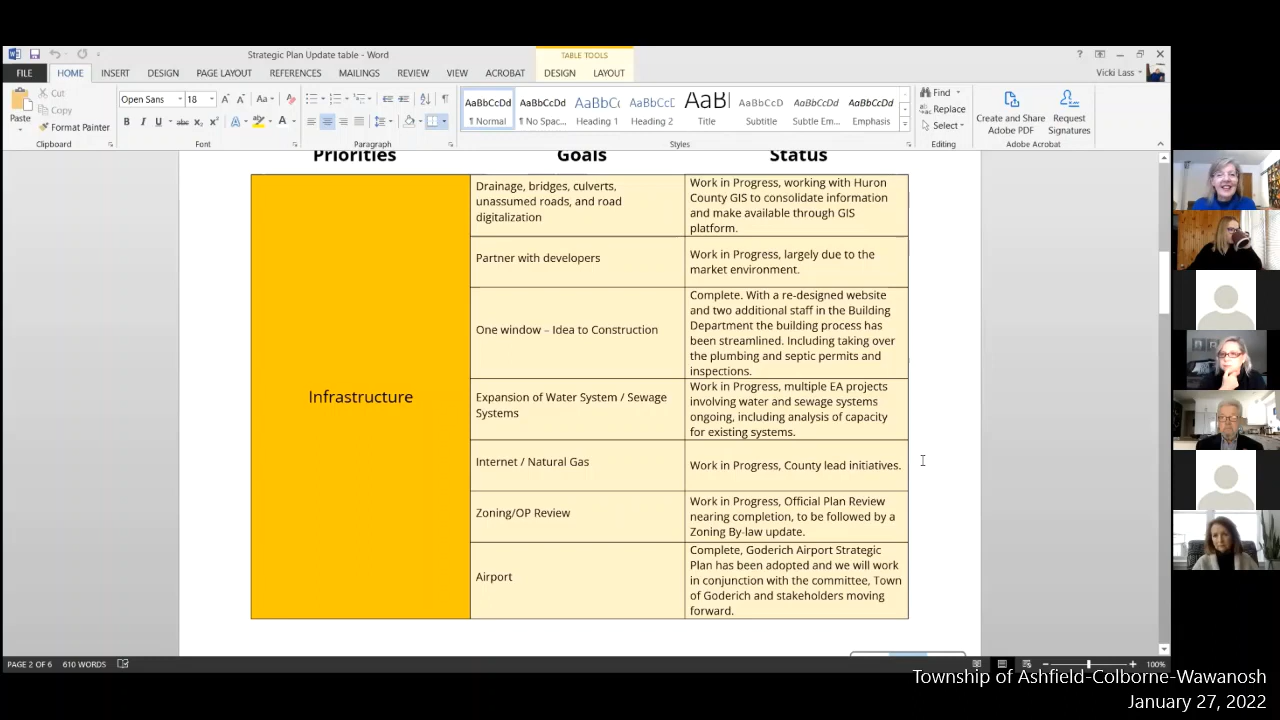 Strategic Plan Update table - Word
TABLE TOOLS
FILE HOME INSERT DESIGN PAGE LAYOUT REFERENCES MAILINGS REVIEW VIEW ACROBAT DESIGN LAYOUT
Vicki Lass
Paste
Cut
Copy
Format Painter
Clipboard
Open Sans 18
Font
Paragraph
AaBbCcDd AaBbCcDd AaBbC AaBbCcC AaBl AaBbCcD AaBbCcDd AaBbCcDd
¶ Normal ¶ No Spac... Heading 1 Heading 2 Title Subtitle Subtle Em... Emphasis
Styles
Find
Replace
Select
Editing
Create and Share
Adobe PDF
Request
Signatures
Adobe Acrobat
Priorities Goals Status
Infrastructure
Drainage, bridges, culverts,
unassumed roads, and road
digitalization
Work in Progress, working with Huron
County GIS to consolidate information
and make available through GIS
platform.
Partner with developers
Work in Progress, largely due to the
market environment.
One window – Idea to Construction
Complete. With a re-designed website
and two additional staff in the Building
Department the building process has
been streamlined. Including taking over
the plumbing and septic permits and
inspections.
Expansion of Water System / Sewage
Systems
Work in Progress, multiple EA projects
involving water and sewage systems
ongoing, including analysis of capacity
for existing systems.
Internet / Natural Gas
Work in Progress, County lead initiatives.
Zoning/OP Review
Work in Progress, Official Plan Review
nearing completion, to be followed by a
Zoning By-law update.
Airport
Complete, Goderich Airport Strategic
Plan has been adopted and we will work
in conjunction with the committee, Town
of Goderich and stakeholders moving
forward.
PAGE 2 OF 6 610 WORDS
100%
Township of Ashfield-Colborne-Wawanosh
January 27, 2022